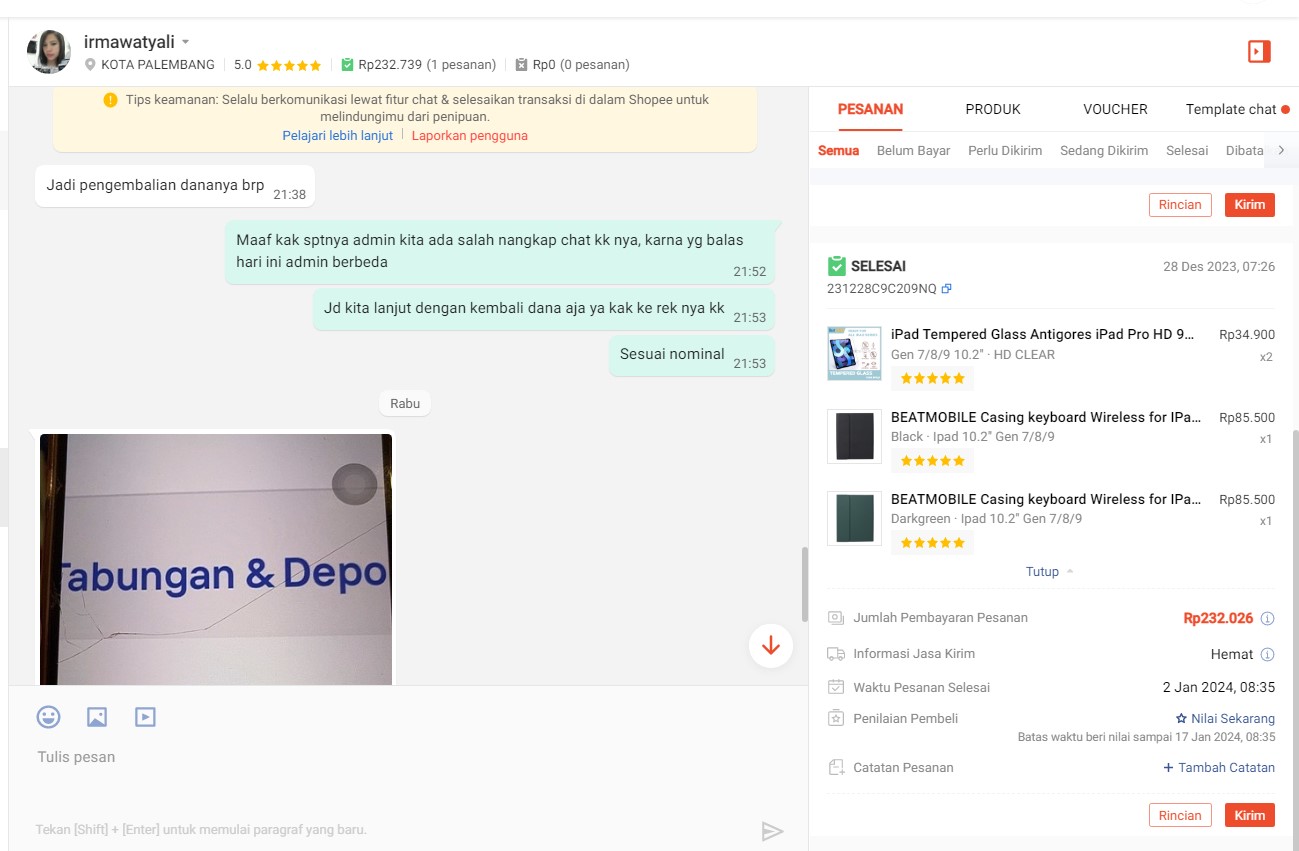 irmawatyali
KOTA PALEMBANG 5.0 Rp232.739 (1 pesanan) Rp0 (0 pesanan)
Tips keamanan: Selalu berkomunikasi lewat fitur chat & selesaikan transaksi di dalam Shopee untuk
melindungimu dari penipuan.
Pelajari lebih lanjut Laporkan pengguna
Jadi pengembalian dananya brp 21:38
Maaf kak sptnya admin kita ada salah nangkap chat kk nya, karna yg balas
hari ini admin berbeda
21:52
Jd kita lanjut dengan kembali dana aja ya kak ke rek nya kk 21:53
Sesuai nominal 21:53
Rabu
Tabungan & Depo
Tulis pesan
Tekan [Shift] + [Enter] untuk memulai paragraf yang baru.
PESANAN PRODUK VOUCHER Template chat
Semua Belum Bayar Perlu Dikirim Sedang Dikirim Selesai Dibata
Rincian Kirim
SELESAI 28 Des 2023, 07:26
231228C9C209NQ
iPad Tempered Glass Antigores iPad Pro HD 9... Rp34.900
Gen 7/8/9 10.2" · HD CLEAR x2
TEMPERED GLASS
BEATMOBILE Casing keyboard Wireless for IPa... Rp85.500
Black · Ipad 10.2" Gen 7/8/9 x1
BEATMOBILE Casing keyboard Wireless for IPa... Rp85.500
Darkgreen · Ipad 10.2" Gen 7/8/9 x1
Tutup
Jumlah Pembayaran Pesanan Rp232.026
Informasi Jasa Kirim Hemat
Waktu Pesanan Selesai 2 Jan 2024, 08:35
Penilaian Pembeli Nilai Sekarang
Batas waktu beri nilai sampai 17 Jan 2024, 08:35
Catatan Pesanan + Tambah Catatan
Rincian Kirim